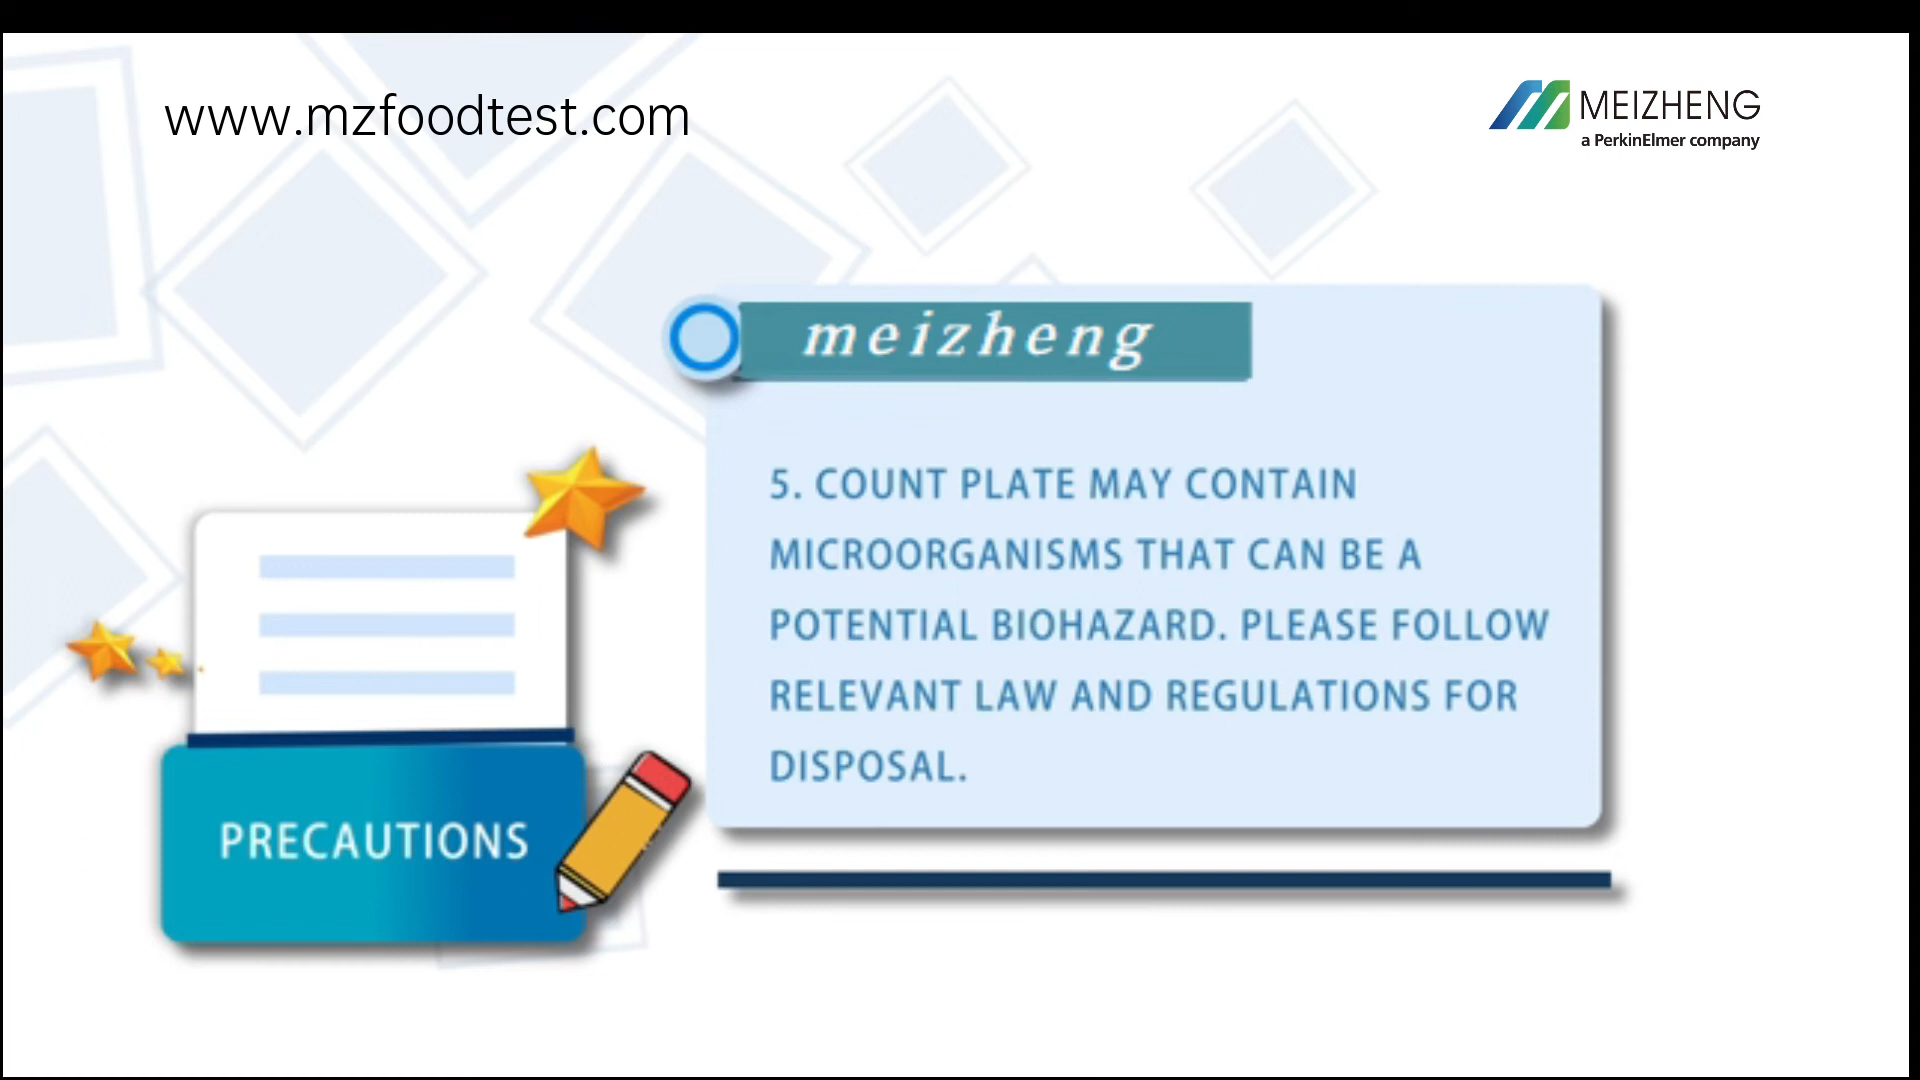 www.mzfoodtest.com
MEIZHENG
a PerkinElmer company
meizheng
5. COUNT PLATE MAY CONTAIN
MICROORGANISMS THAT CAN BE A
POTENTIAL BIOHAZARD. PLEASE FOLLOW
RELEVANT LAW AND REGULATIONS FOR
DISPOSAL.
PRECAUTIONS